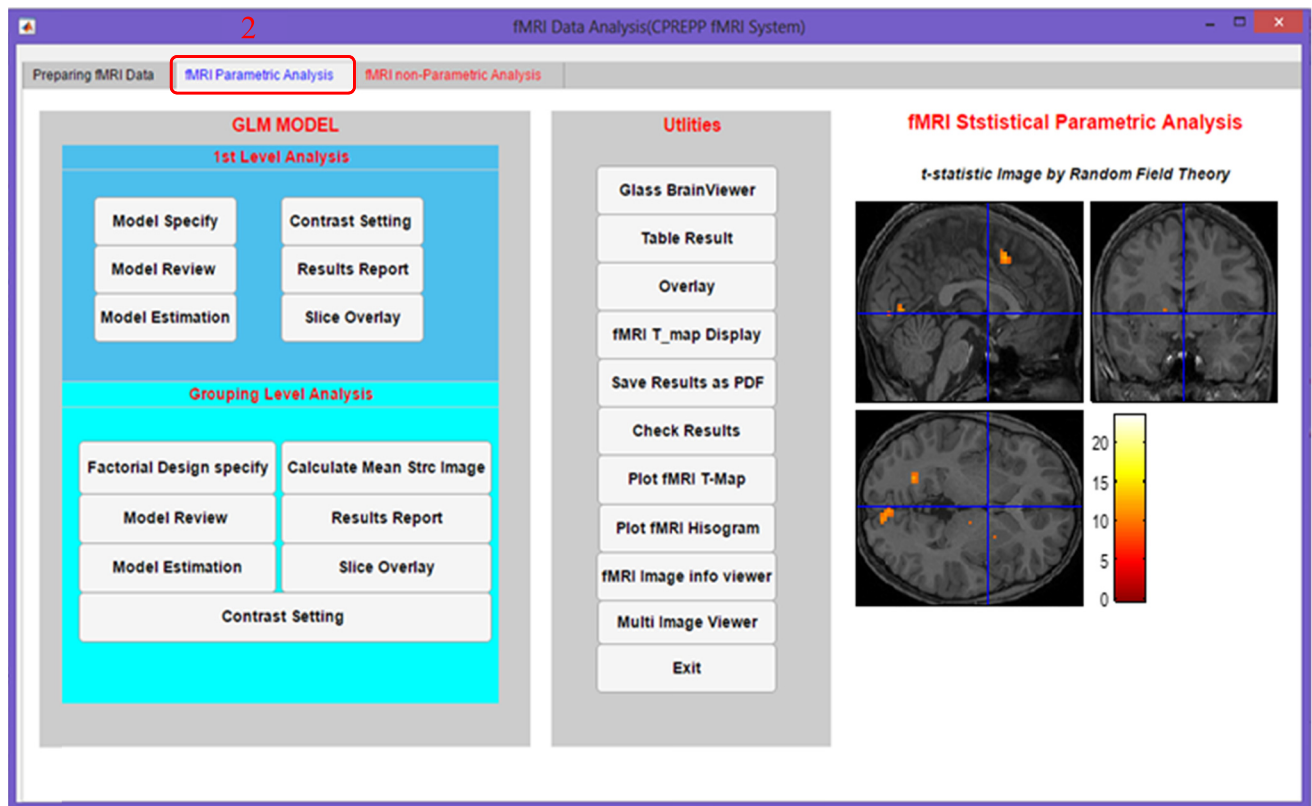 2
fMRI Data Analysis(CPREPP fMRI System)
Preparing fMRI Data
fMRI Parametric Analysis
fMRI non-Parametric Analysis
GLM MODEL
1st Level Analysis
Model Specify
Contrast Setting
Model Review
Results Report
Model Estimation
Slice Overlay
Grouping Level Analysis
Factorial Design specify
Calculate Mean Strc Image
Model Review
Results Report
Model Estimation
Slice Overlay
Contrast Setting
Utlities
Glass BrainViewer
Table Result
Overlay
fMRI T_map Display
Save Results as PDF
Check Results
Plot fMRI T-Map
Plot fMRI Hisogram
fMRI Image info viewer
Multi Image Viewer
Exit
fMRI Ststistical Parametric Analysis
t-statistic Image by Random Field Theory
20
15
10
5
0